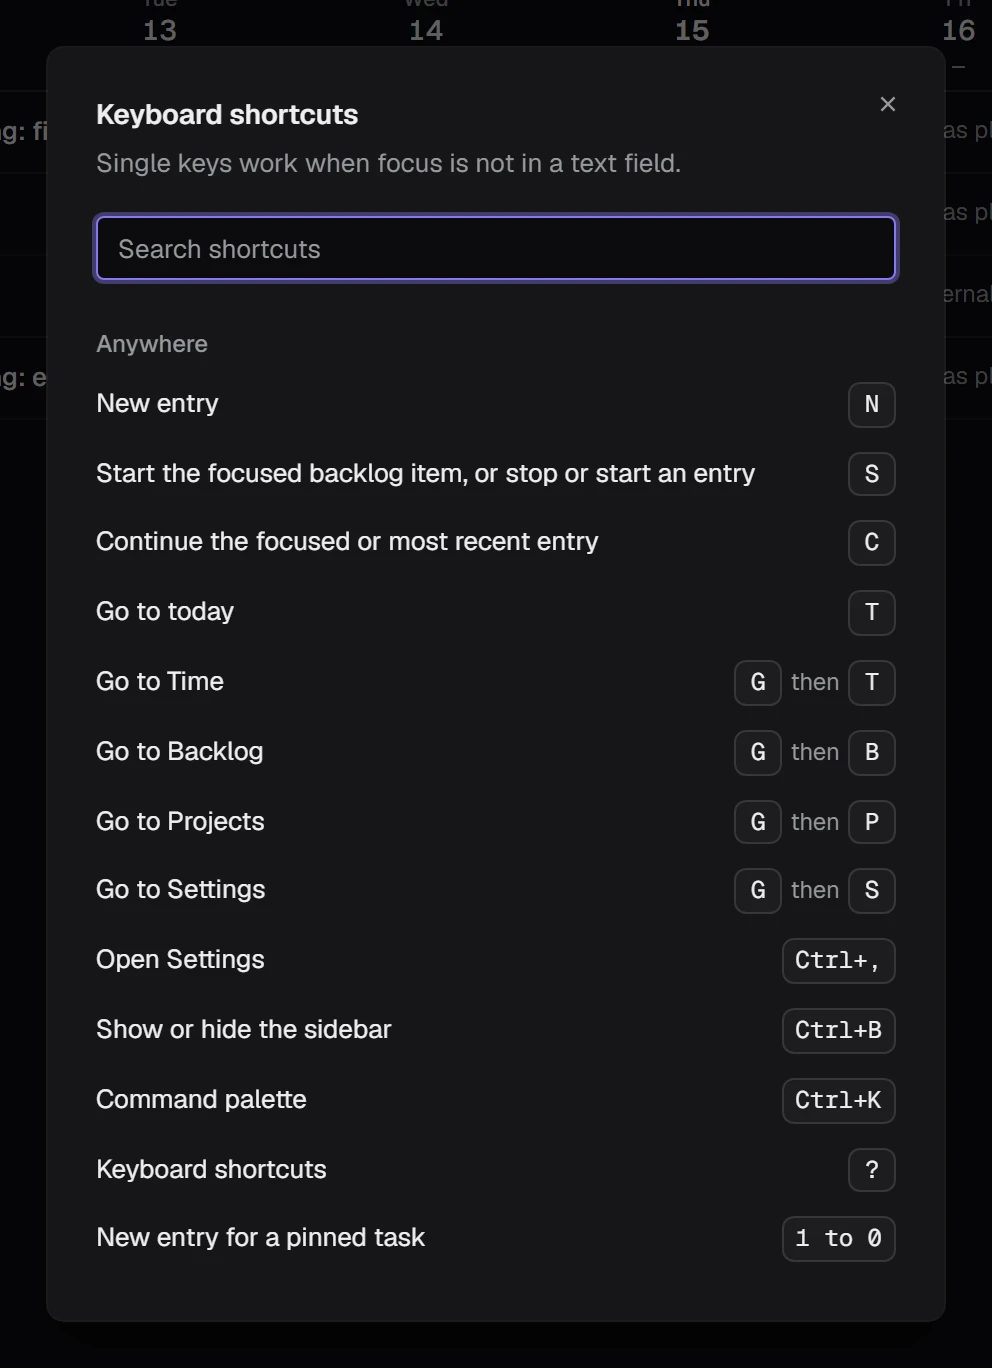 Tue Wed Thu Fri
13 14 15 16
–
Keyboard shortcuts ×
Single keys work when focus is not in a text field.
Search shortcuts
Anywhere
New entry N
Start the focused backlog item, or stop or start an entry S
Continue the focused or most recent entry C
Go to today T
Go to Time G then T
Go to Backlog G then B
Go to Projects G then P
Go to Settings G then S
Open Settings Ctrl+,
Show or hide the sidebar Ctrl+B
Command palette Ctrl+K
Keyboard shortcuts ?
New entry for a pinned task 1 to 0